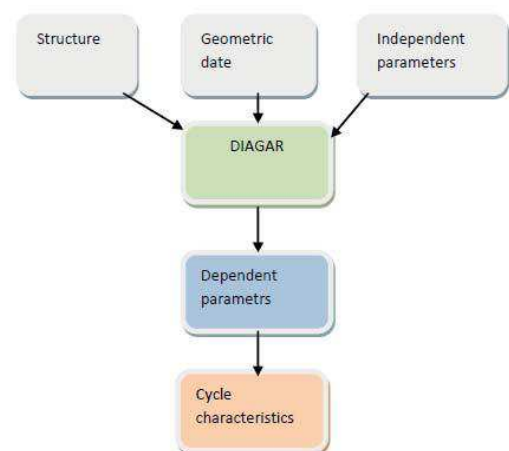 Structure
Geometric
date
Independent
parameters
DIAGAR
Dependent
parametrs
Cycle
characteristics